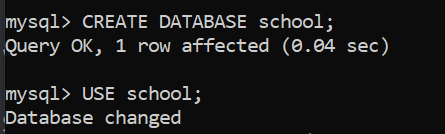 mysql> CREATE DATABASE school;
Query OK, 1 row affected (0.04 sec)
mysql> USE school;
Database changed